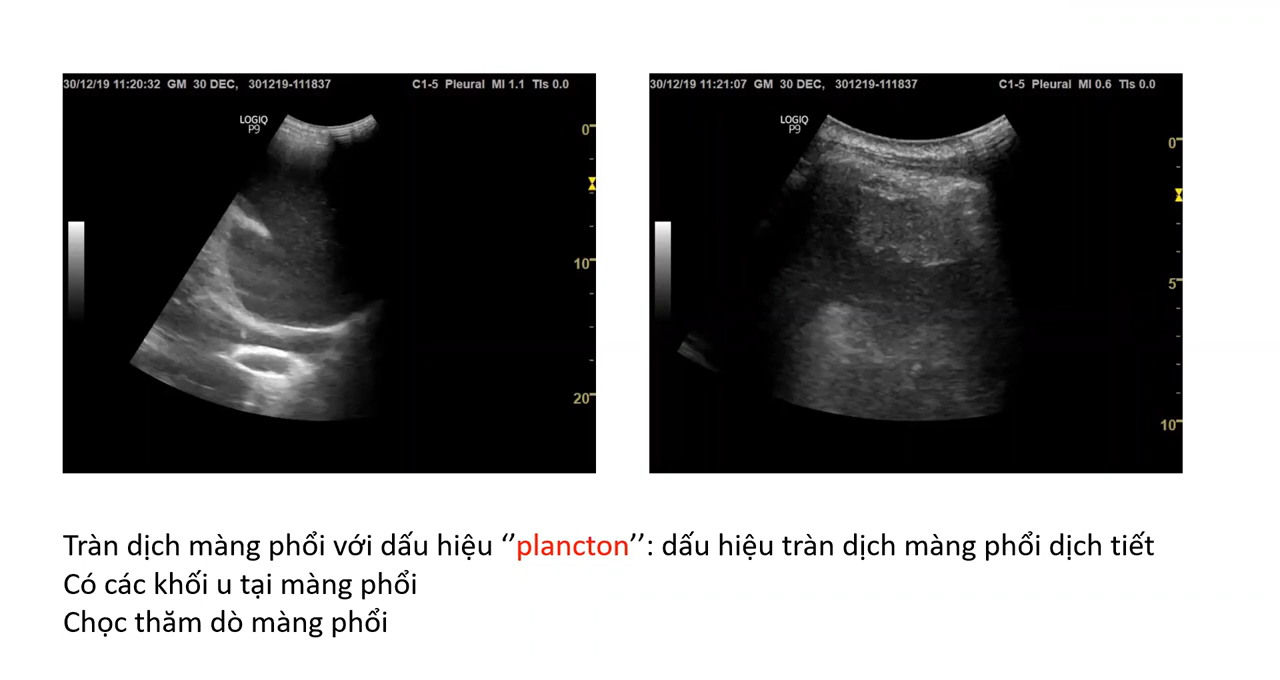 30/12/19 11:20:32 GM 30 DEC, 301219-111837 C1-5 Pleural MI 1.1 TIs 0.0
LOGIQ
P9
0
10
20
30/12/19 11:21:07 GM 30 DEC, 301219-111837 C1-5 Pleural MI 0.6 TIs 0.0
LOGIQ
P9
0
5
10
Tràn dịch màng phổi với dấu hiệu ‘’plancton’’: dấu hiệu tràn dịch màng phổi dịch tiết
Có các khối u tại màng phổi
Chọc thăm dò màng phổi